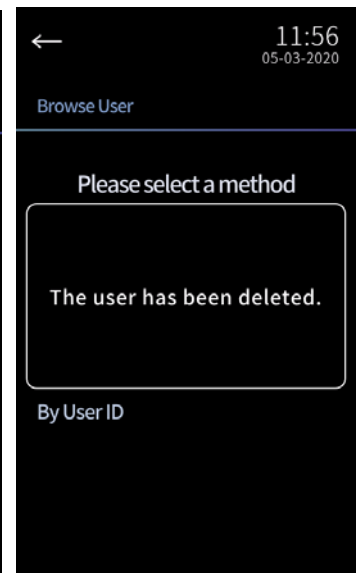 11:56
05-03-2020
Browse User
Please select a method
The user has been deleted.
By User ID